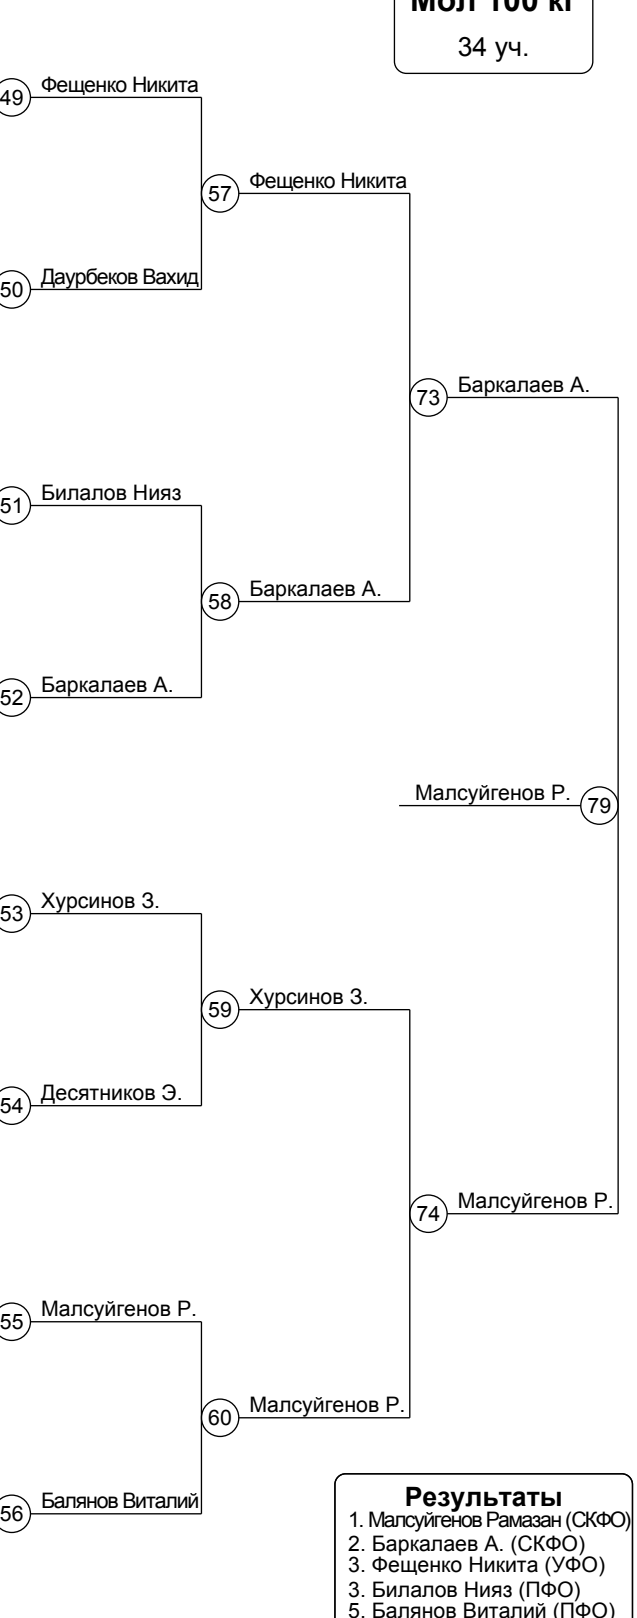 Мол 100 кг
34 уч.
49 Фещенко Никита
57 Фещенко Никита
50 Даурбеков Вахид
73 Баркалаев А.
51 Билалов Нияз
58 Баркалаев А.
52 Баркалаев А.
Малсуйгенов Р. 79
53 Хурсинов З.
59 Хурсинов З.
54 Десятников Э.
74 Малсуйгенов Р.
55 Малсуйгенов Р.
60 Малсуйгенов Р.
56 Балянов Виталий
Результаты
1. Малсуйгенов Рамазан (СКФО)
2. Баркалаев А. (СКФО)
3. Фещенко Никита (УФО)
3. Билалов Нияз (ПФО)
5. Балянов Виталий (ПФО)